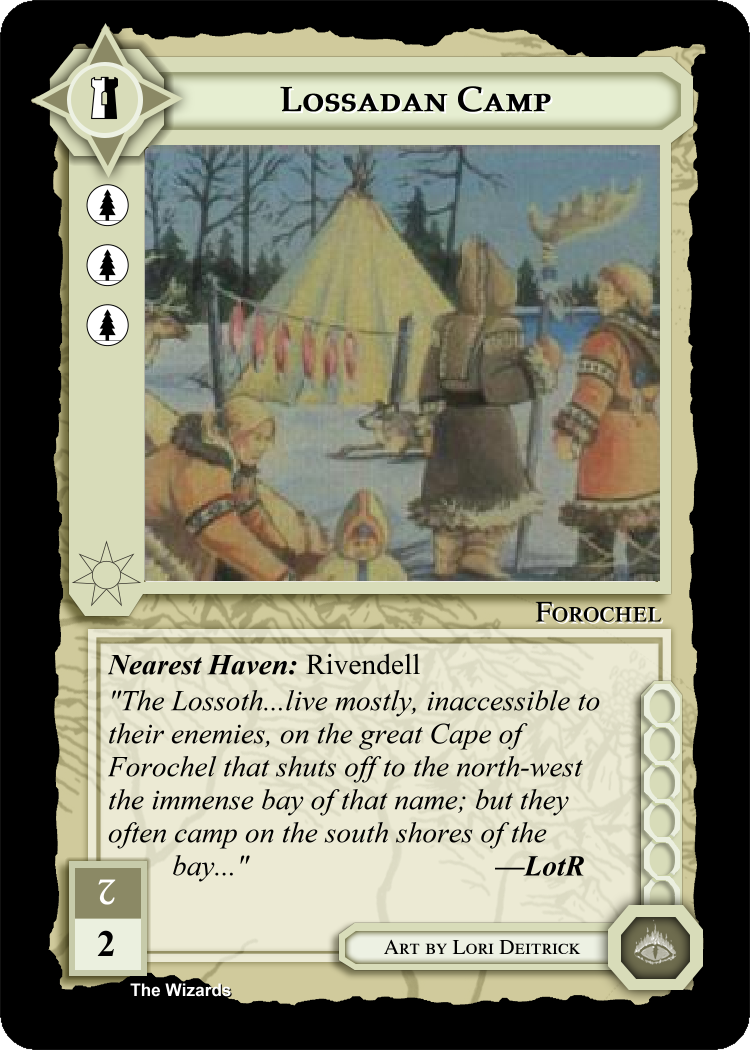 Lossadan Camp
Forochel
Nearest Haven: Rivendell
"The Lossoth...live mostly, inaccessible to
their enemies, on the great Cape of
Forochel that shuts off to the north-west
the immense bay of that name; but they
often camp on the south shores of the
bay..." —LotR
2
2
Art by Lori Deitrick
The Wizards